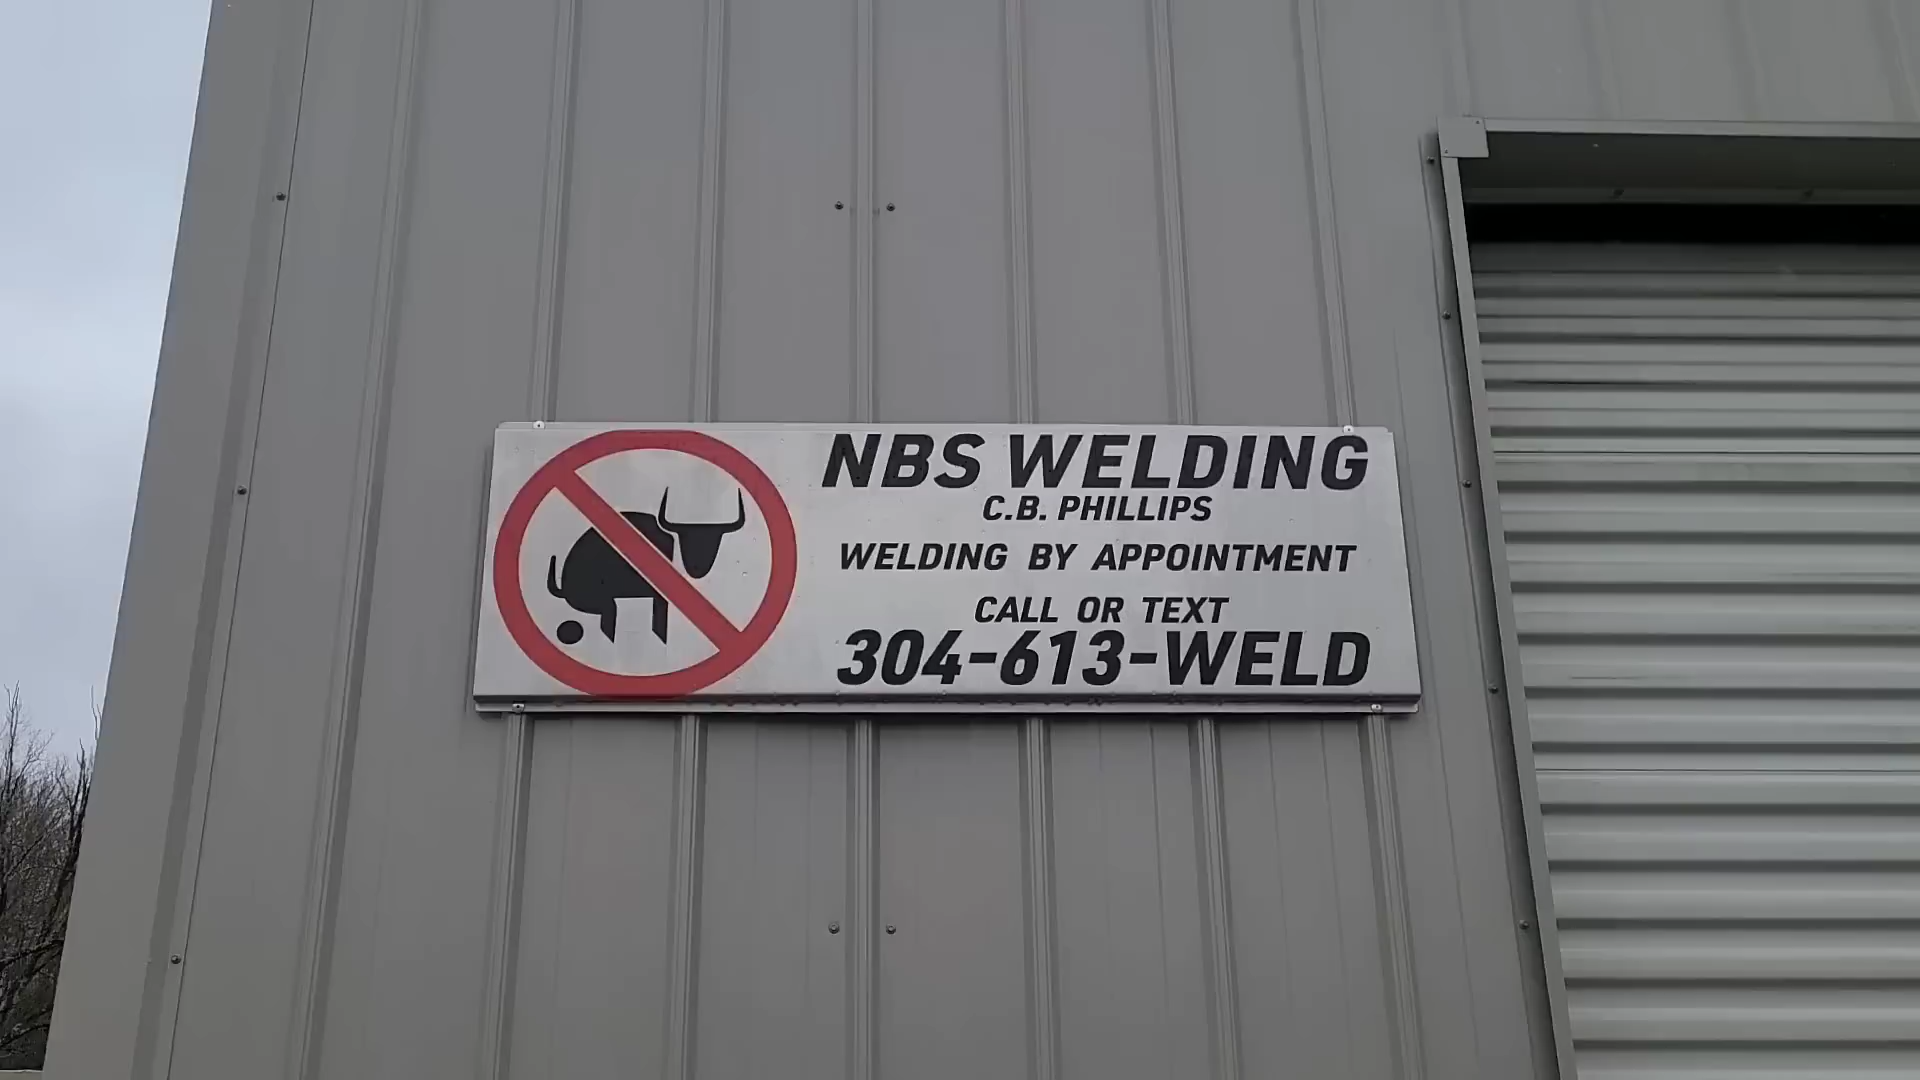 NBS WELDING
C.B. PHILLIPS
WELDING BY APPOINTMENT
CALL OR TEXT
304-613-WELD